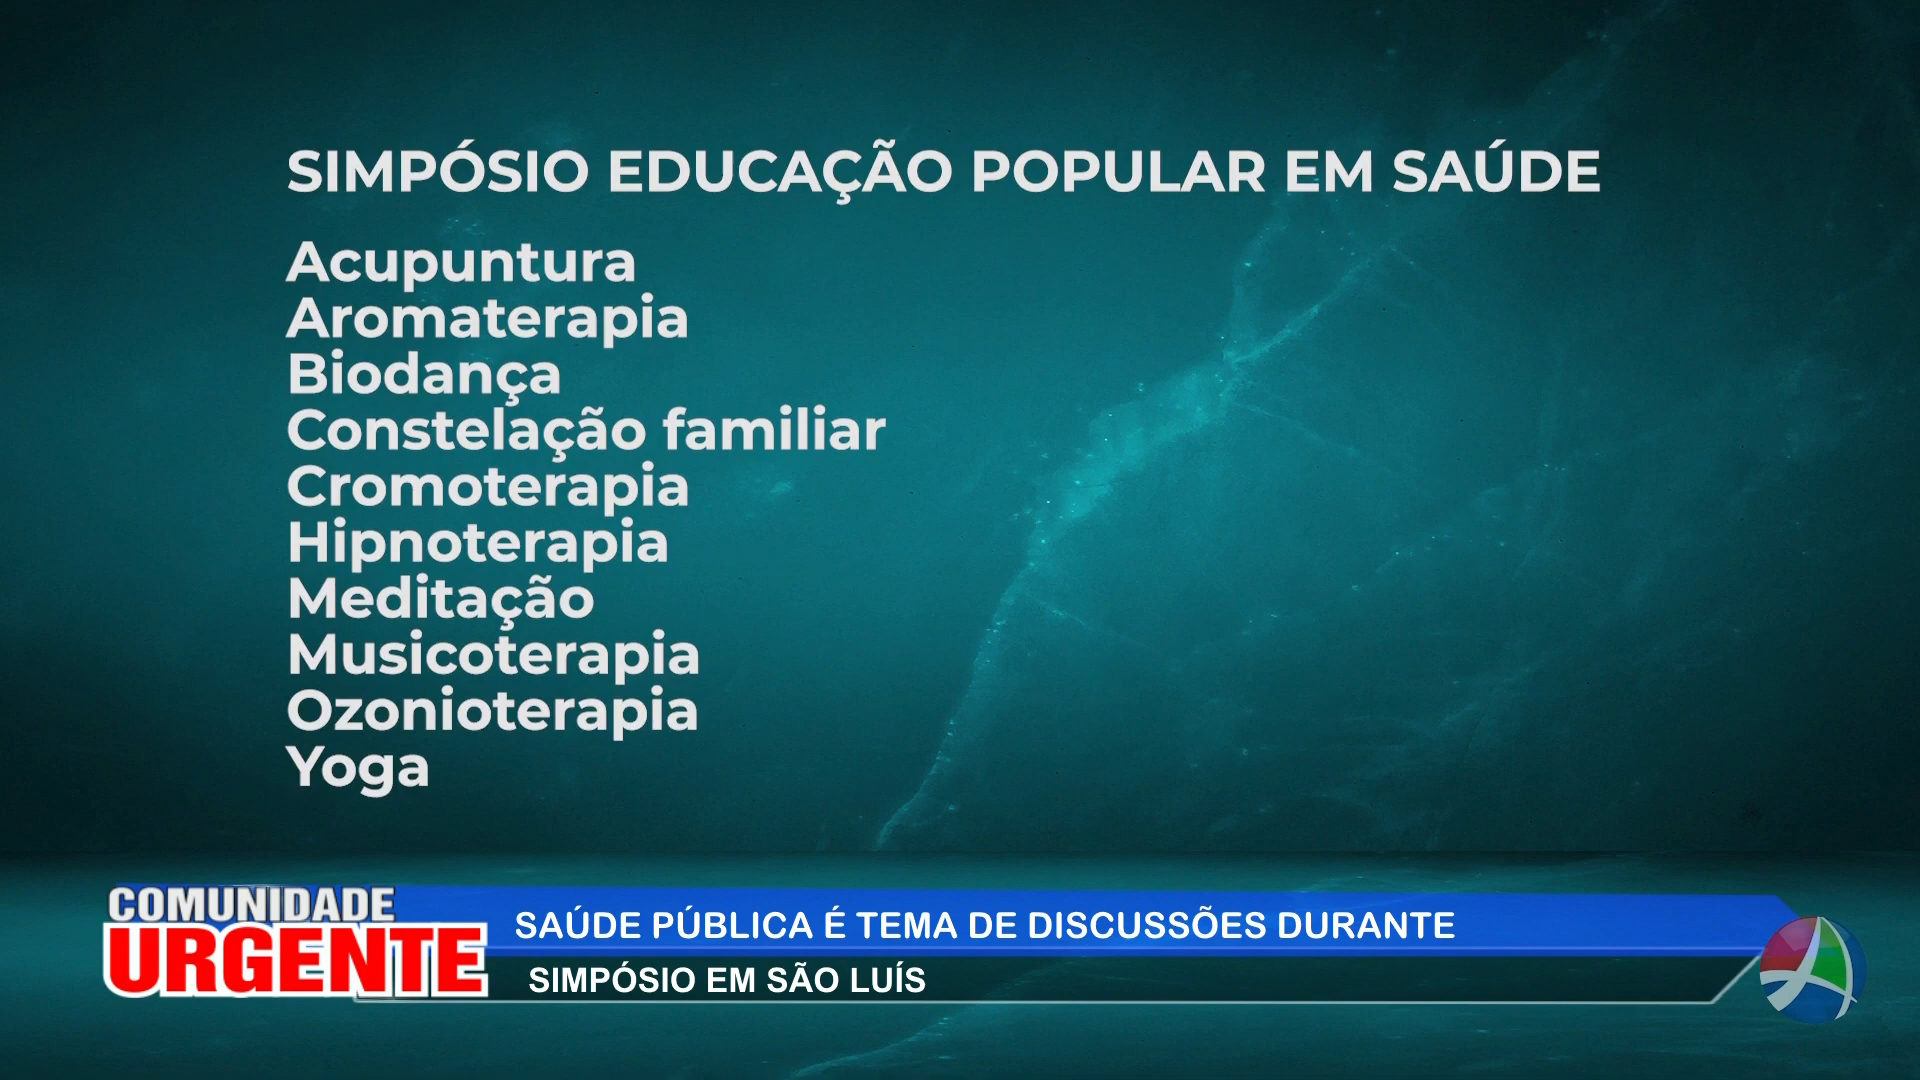 SIMPÓSIO EDUCAÇÃO POPULAR EM SAÚDE
Acupuntura
Aromaterapia
Biodança
Constelação familiar
Cromoterapia
Hipnoterapia
Meditação
Musicoterapia
Ozonioterapia
Yoga
COMUNIDADE
URGENTE
SAÚDE PÚBLICA É TEMA DE DISCUSSÕES DURANTE
SIMPÓSIO EM SÃO LUÍS